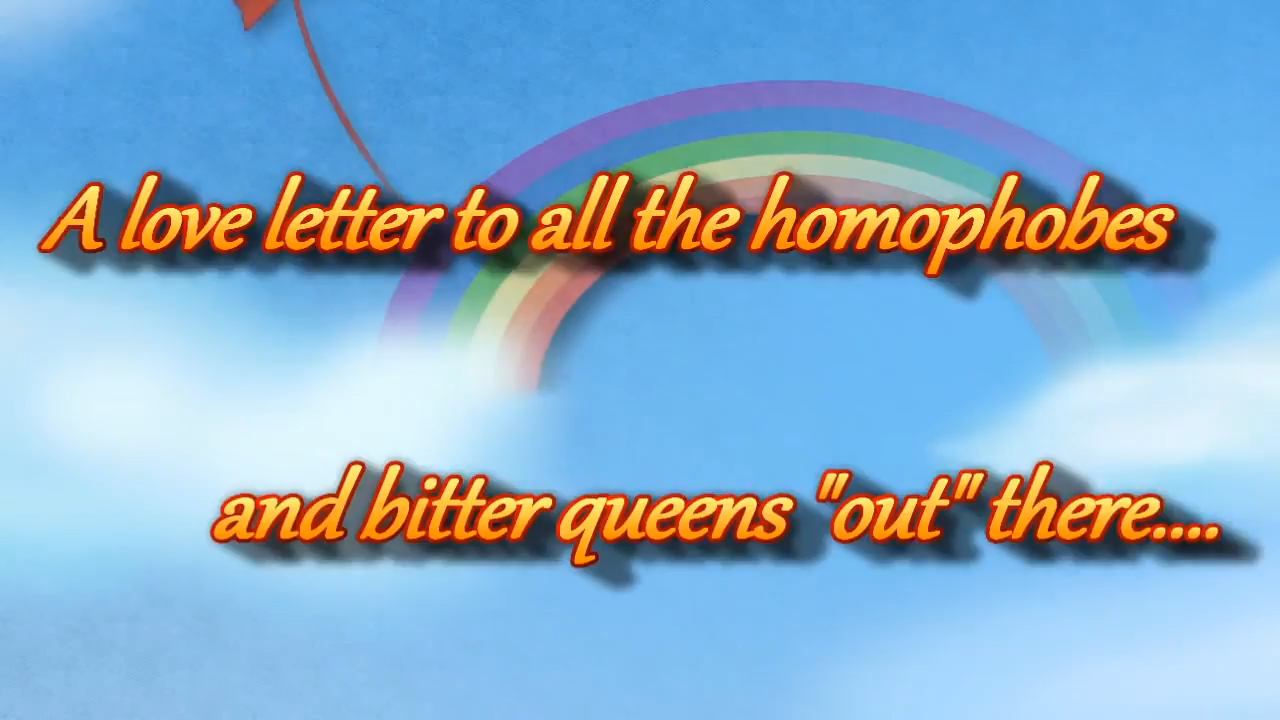 A love letter to all the homophobes
and bitter queens "out" there....